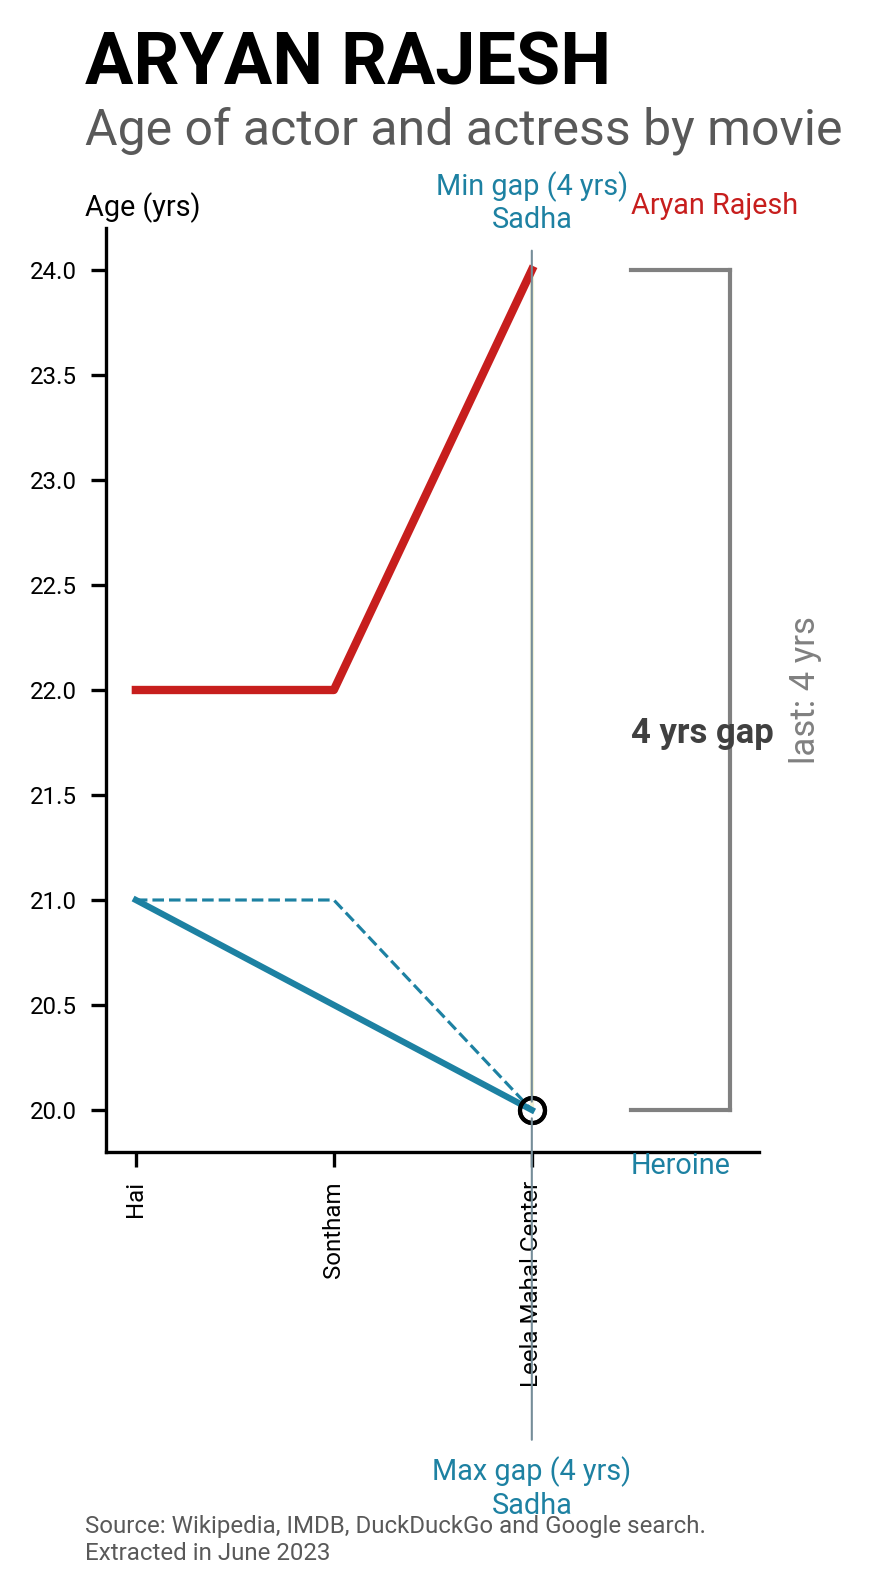 ARYAN RAJESH
Age of actor and actress by movie
Min gap (4 yrs)
Sadha
Aryan Rajesh
Age (yrs)
24.0
23.5
23.0
22.5
22.0
21.5
21.0
20.5
20.0
4 yrs gap
last: 4 yrs
Heroine
Hai
Sontham
Leela Mahal Center
Max gap (4 yrs)
Sadha
Source: Wikipedia, IMDB, DuckDuckGo and Google search.
Extracted in June 2023